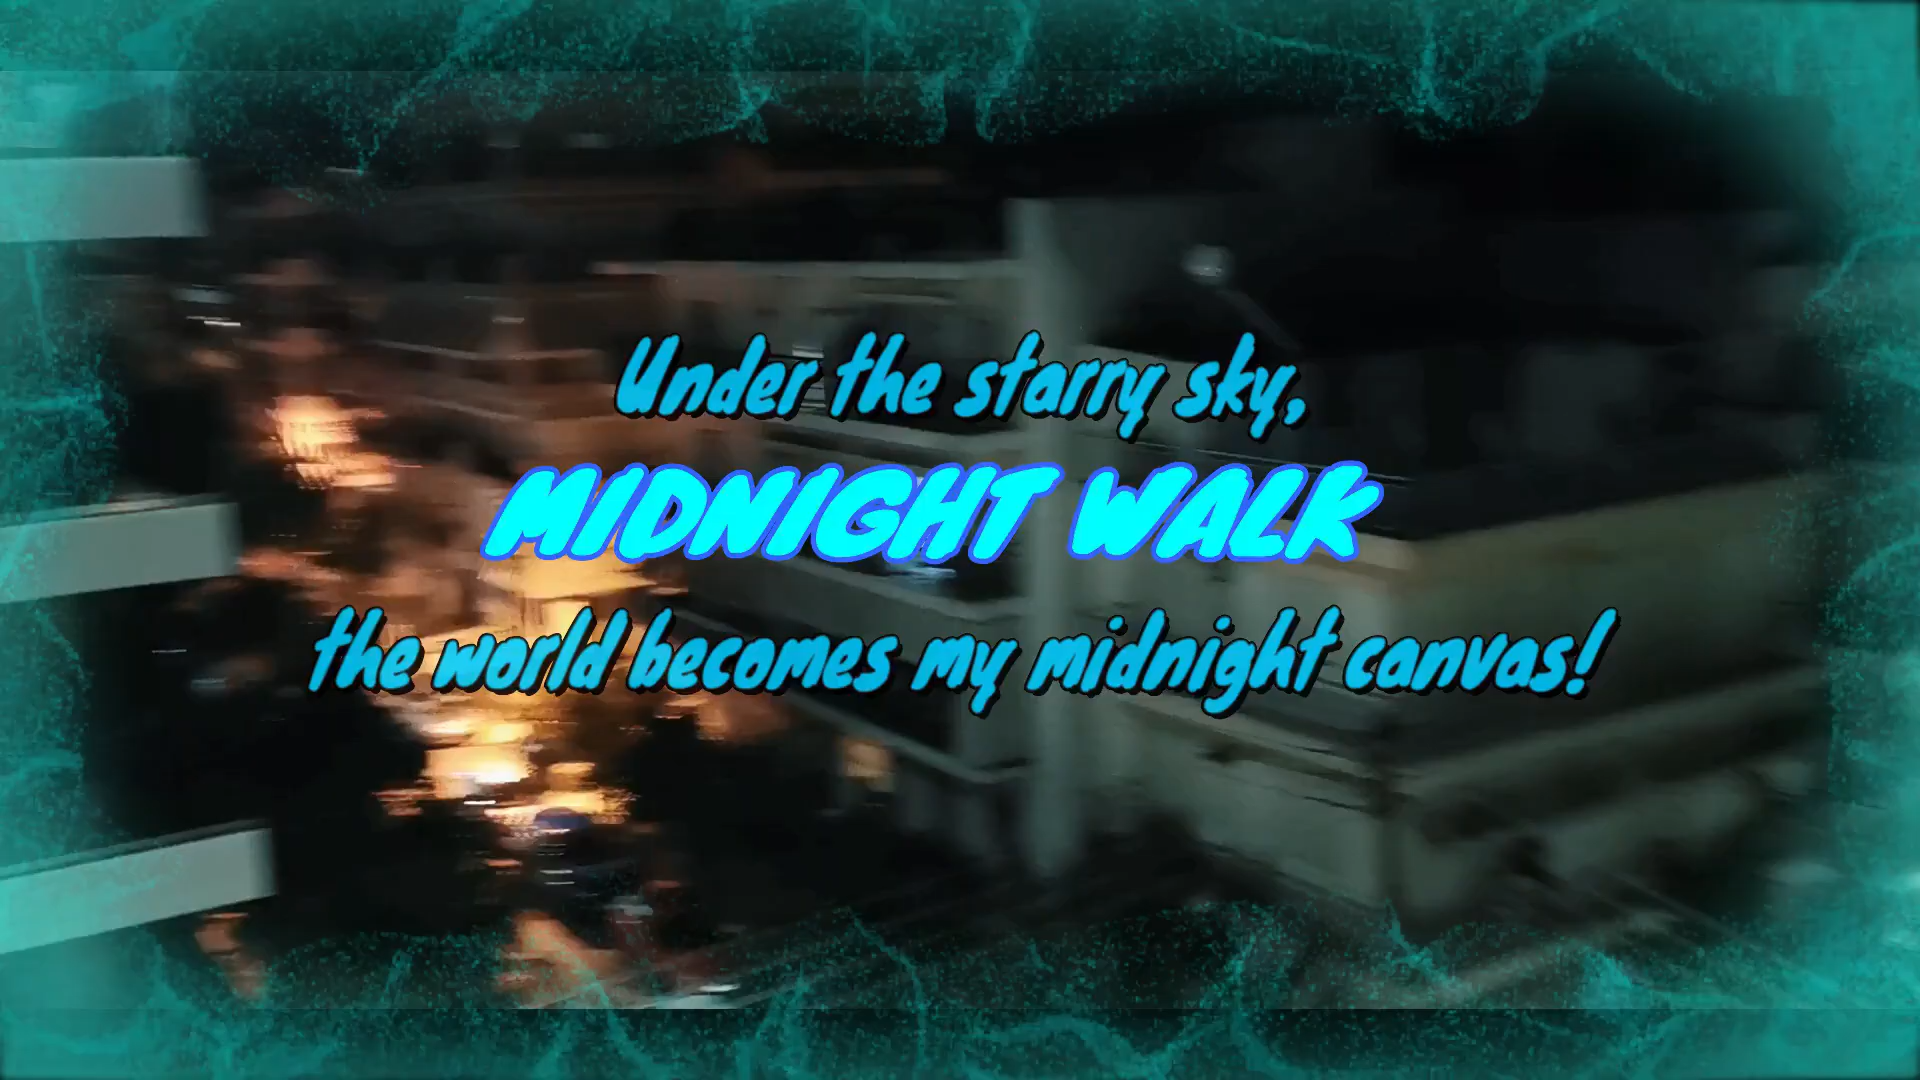 Under the starry sky,
MIDNIGHT WALK
the world becomes my midnight canvas!